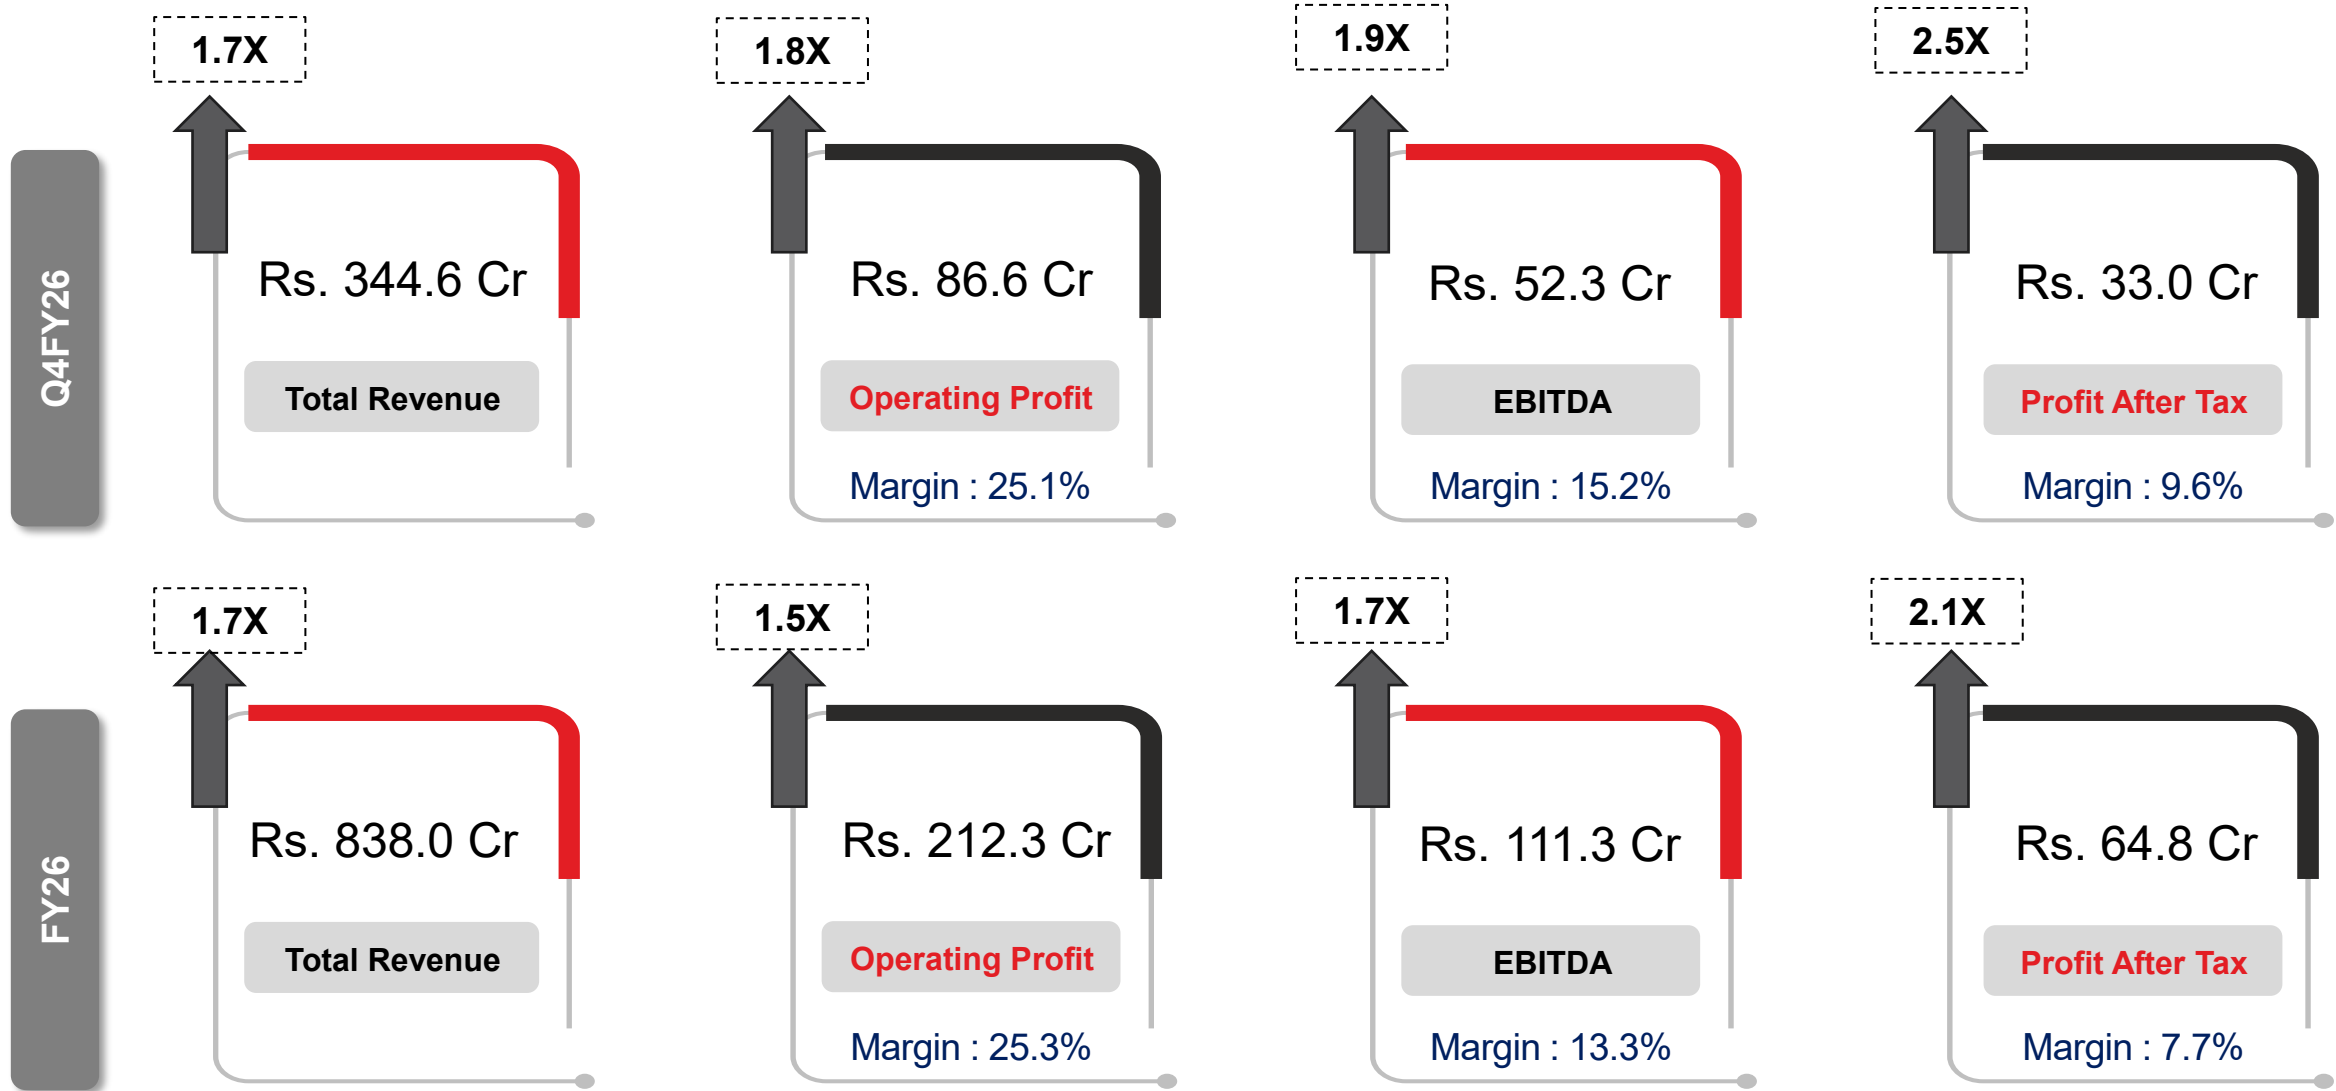 1.7X
1.8X
1.9X
2.5X
Q4FY26
Rs. 344.6 Cr
Total Revenue
Rs. 86.6 Cr
Operating Profit
Margin : 25.1%
Rs. 52.3 Cr
EBITDA
Margin : 15.2%
Rs. 33.0 Cr
Profit After Tax
Margin : 9.6%
1.7X
1.5X
1.7X
2.1X
FY26
Rs. 838.0 Cr
Total Revenue
Rs. 212.3 Cr
Operating Profit
Margin : 25.3%
Rs. 111.3 Cr
EBITDA
Margin : 13.3%
Rs. 64.8 Cr
Profit After Tax
Margin : 7.7%